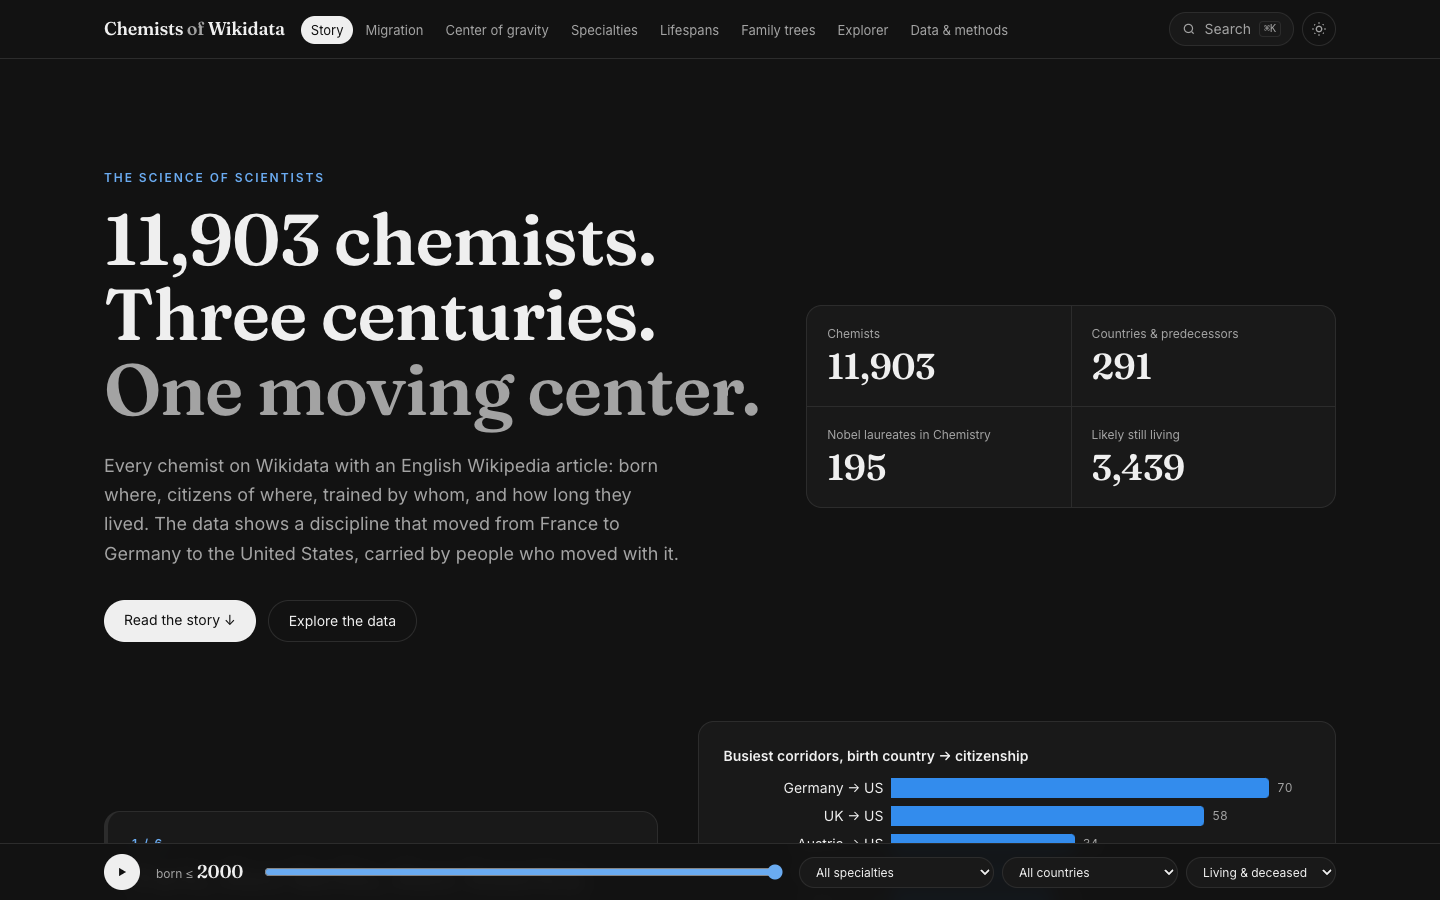 Chemists of Wikidata
Story
Migration
Center of gravity
Specialties
Lifespans
Family trees
Explorer
Data & methods
Search ⌘K
THE SCIENCE OF SCIENTISTS
11,903 chemists.
Three centuries.
One moving center.
Every chemist on Wikidata with an English Wikipedia article: born
where, citizens of where, trained by whom, and how long they
lived. The data shows a discipline that moved from France to
Germany to the United States, carried by people who moved with it.
Read the story ↓
Explore the data
Chemists
11,903
Countries & predecessors
291
Nobel laureates in Chemistry
195
Likely still living
3,439
Busiest corridors, birth country → citizenship
Germany → US 70
UK → US 58
Austria → US 34
1 / 6
born ≤ 2000
All specialties
All countries
Living & deceased